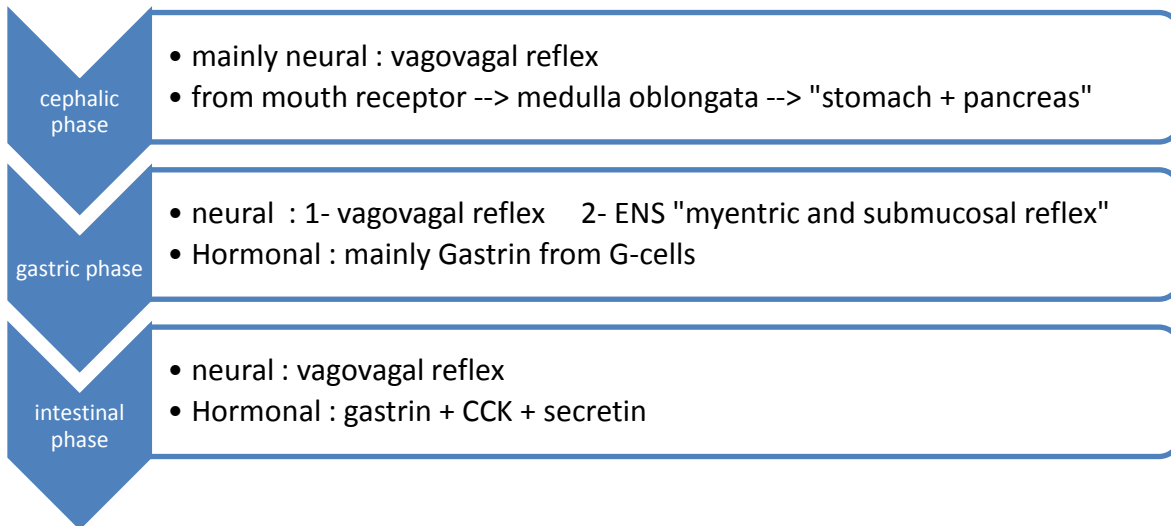 cephalic
phase
• mainly neural : vagovagal reflex
• from mouth receptor --> medulla oblongata --> "stomach + pancreas"
gastric phase
• neural : 1- vagovagal reflex 2- ENS "myentric and submucosal reflex"
• Hormonal : mainly Gastrin from G-cells
intestinal
phase
• neural : vagovagal reflex
• Hormonal : gastrin + CCK + secretin